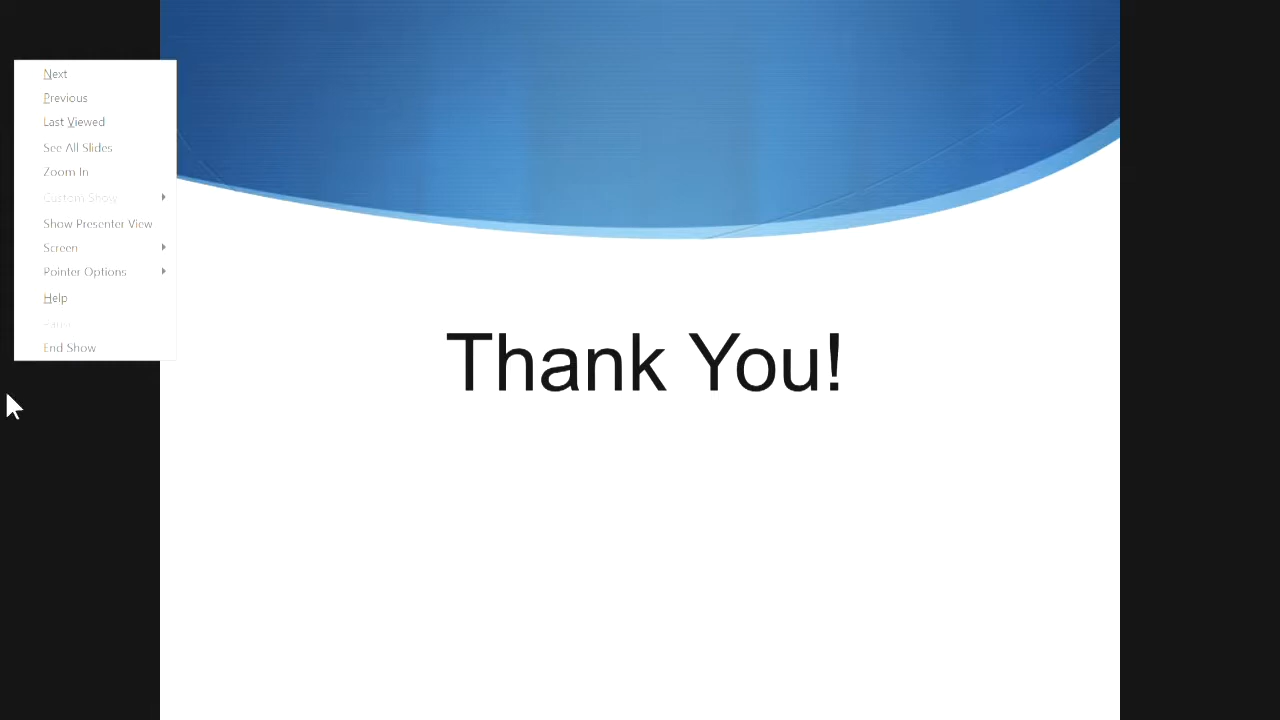 Next
Previous
Last Viewed
See All Slides
Zoom In
Custom Show
Show Presenter View
Screen
Pointer Options
Help
End Show
Thank You!